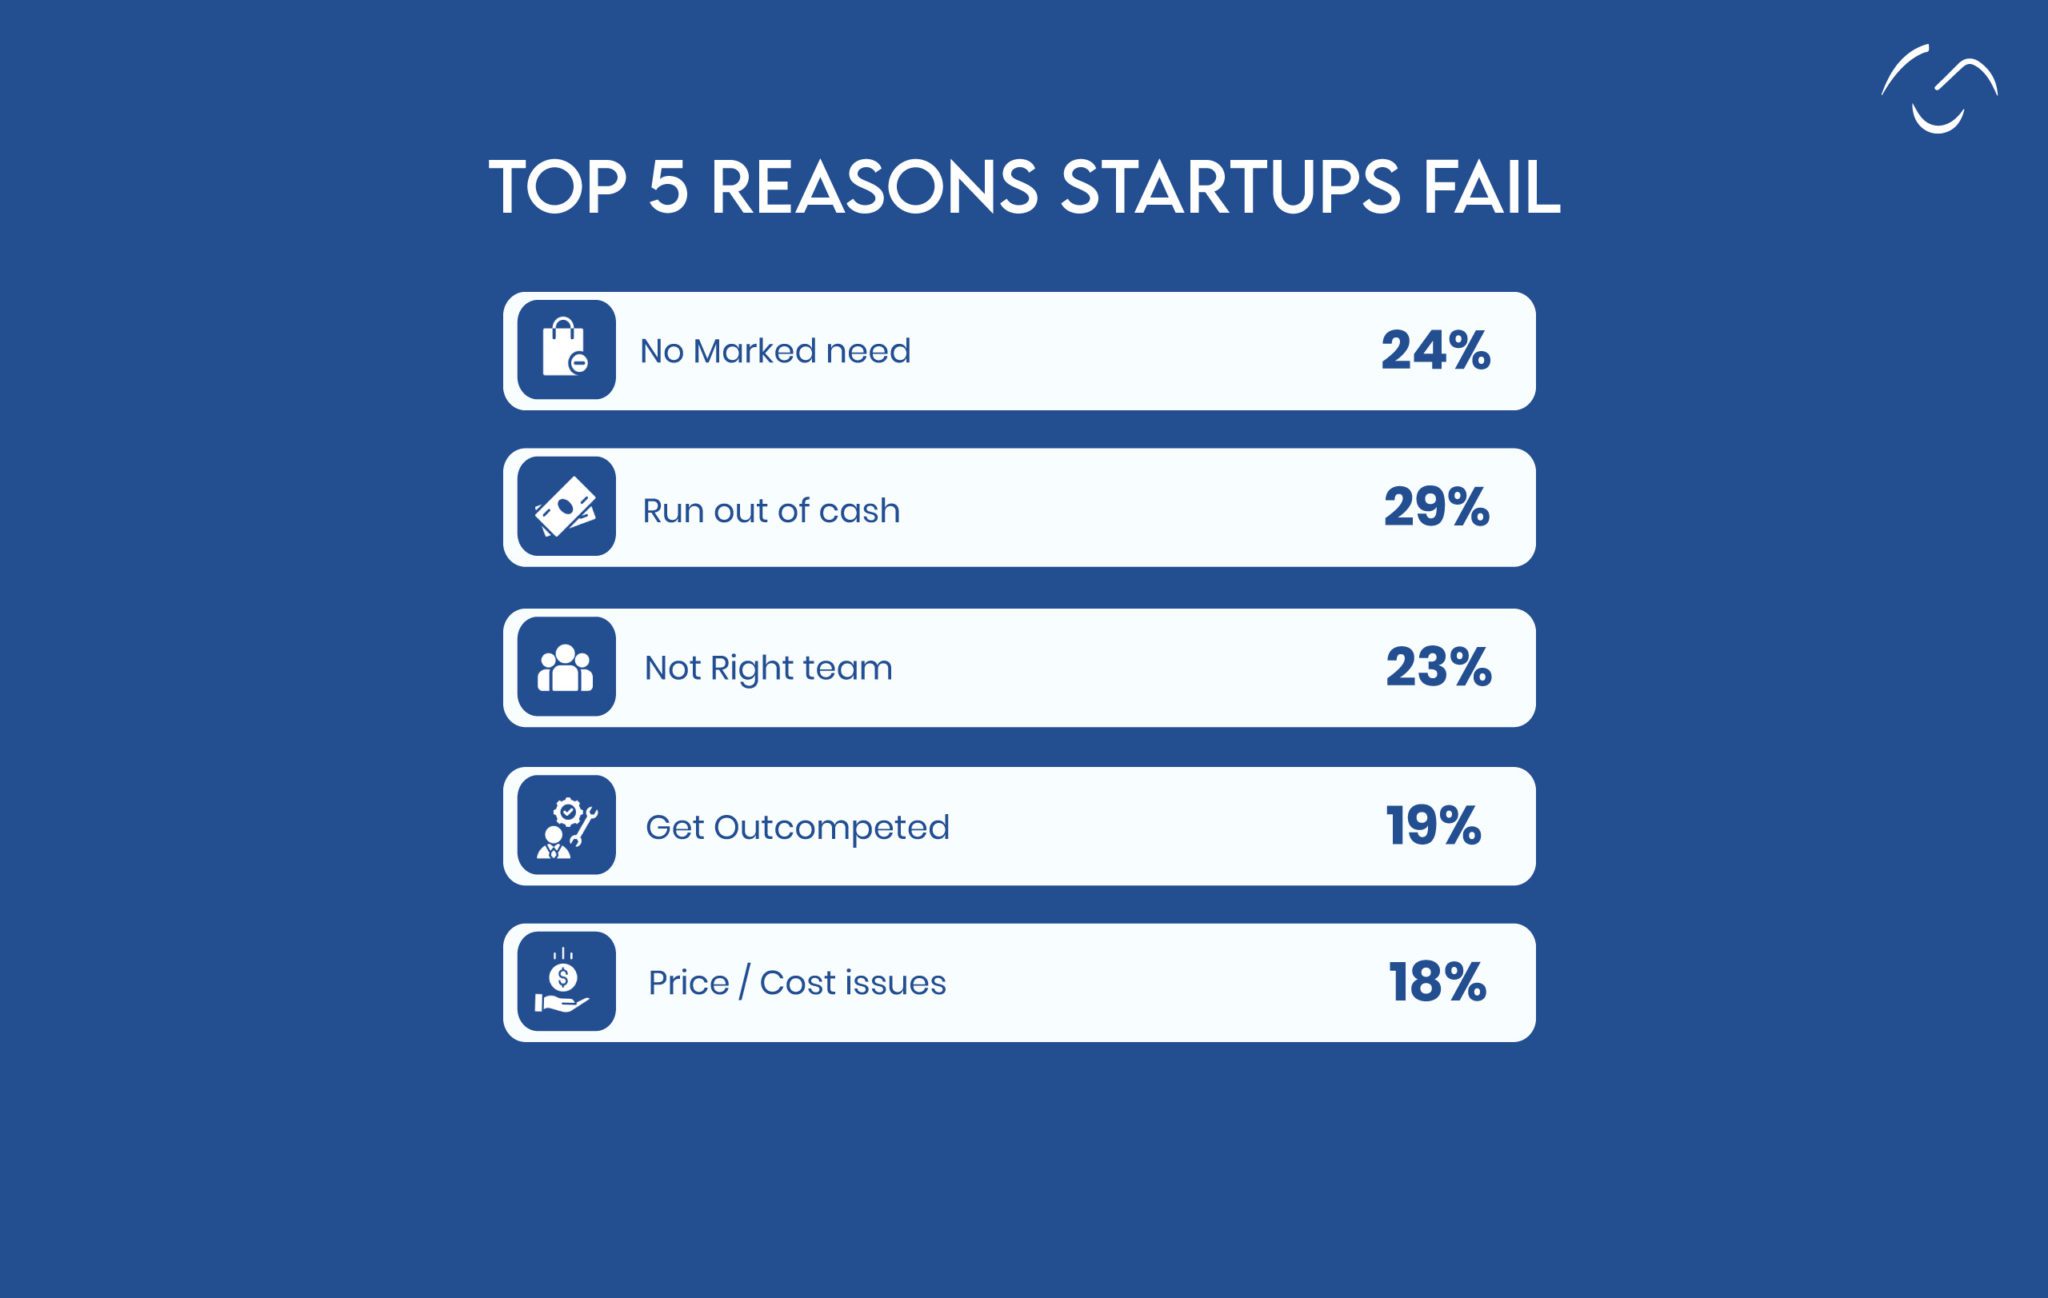 TOP 5 REASONS STARTUPS FAIL
No Marked need 24%
Run out of cash 29%
Not Right team 23%
Get Outcompeted 19%
Price / Cost issues 18%